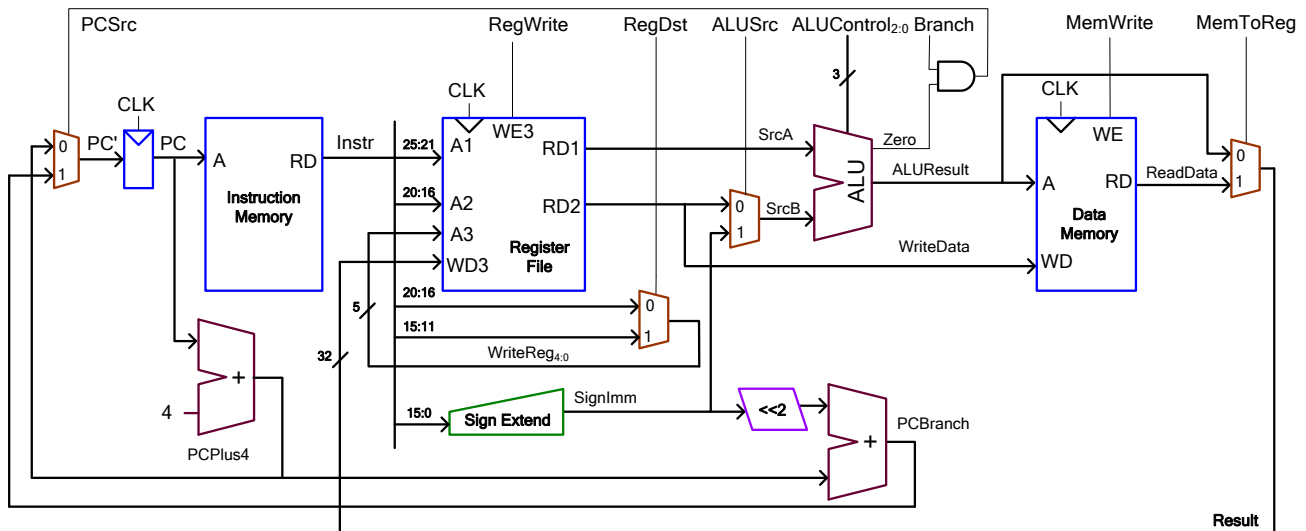 PCSrc
RegWrite
RegDst
ALUSrc
ALUControl2:0 Branch
MemWrite
MemToReg
3
CLK
CLK
CLK
0
1
PC'
PC
A
RD
Instruction
Memory
Instr
25:21
A1
WE3
RD1
SrcA
Zero
ALU
ALUResult
WE
A
RD
ReadData
0
1
20:16
A2
RD2
0
1
SrcB
A3
WD3
Register
File
WriteData
Data
Memory
WD
20:16
0
5
15:11
1
WriteReg4:0
32
+
4
PCPlus4
15:0
Sign Extend
SignImm
<<2
+
PCBranch
Result